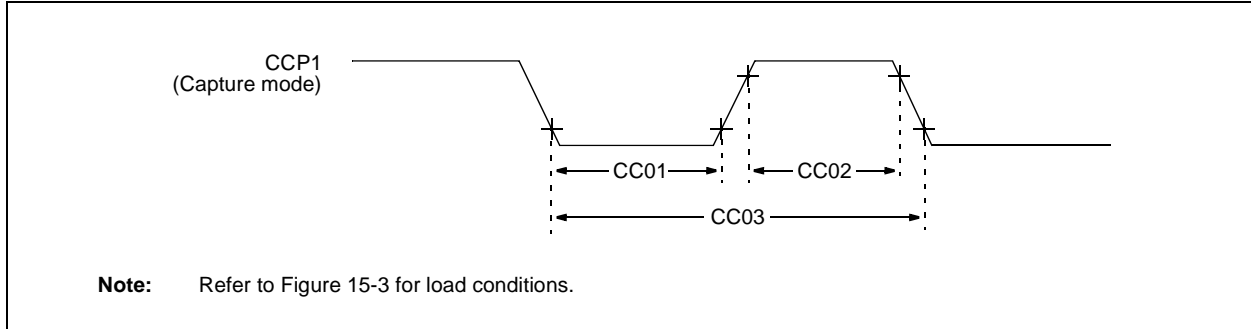 CCP1
(Capture mode)
CC01
CC02
CC03
Note: Refer to Figure 15-3 for load conditions.